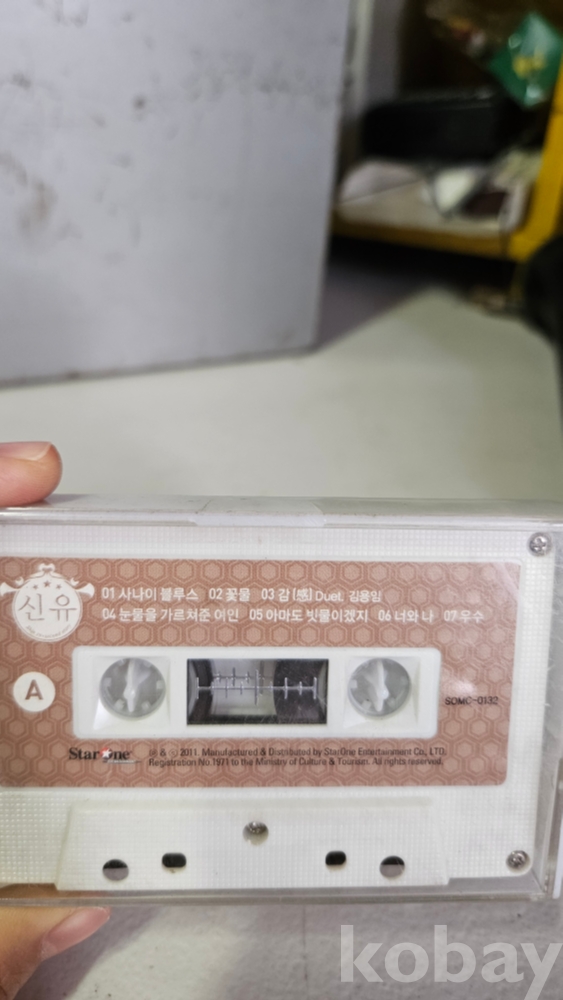 01 사나이 블루스 02 꽃물 03 감 [感] Duet. 김용임
신유
04 눈물을 가르쳐준 여인 05 아마도 빗물이겠지 06 너와 나 07 우수
A
SOMC-0132
StarOne
℗ & © 2011. Manufactured & Distributed by StarOne Entertainment Co., LTD.
Registration No.1971 to the Ministry of Culture & Tourism. All rights reserved.
kobay